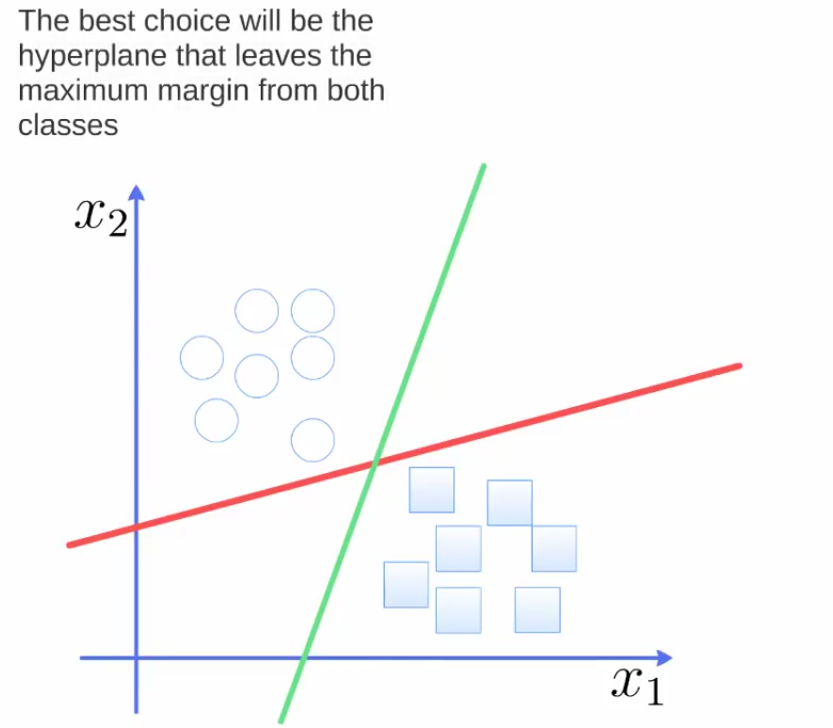 The best choice will be the
hyperplane that leaves the
maximum margin from both
classes
x₂
x₁